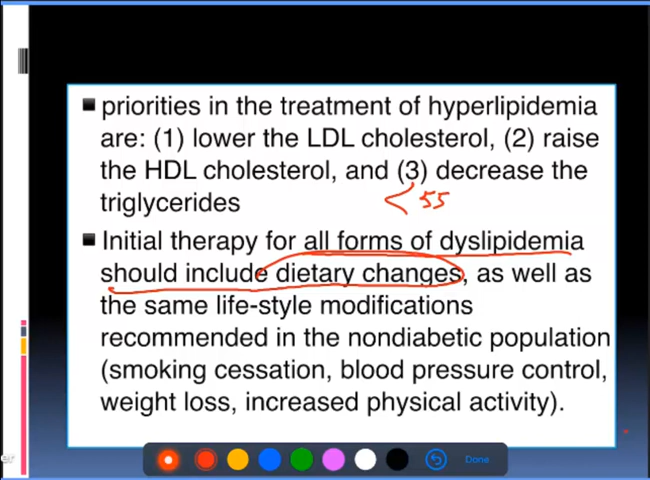 ■ priorities in the treatment of hyperlipidemia
are: (1) lower the LDL cholesterol, (2) raise
the HDL cholesterol, and (3) decrease the
triglycerides
< 55
■ Initial therapy for all forms of dyslipidemia
should include dietary changes, as well as
the same life-style modifications
recommended in the nondiabetic population
(smoking cessation, blood pressure control,
weight loss, increased physical activity).
er
Done